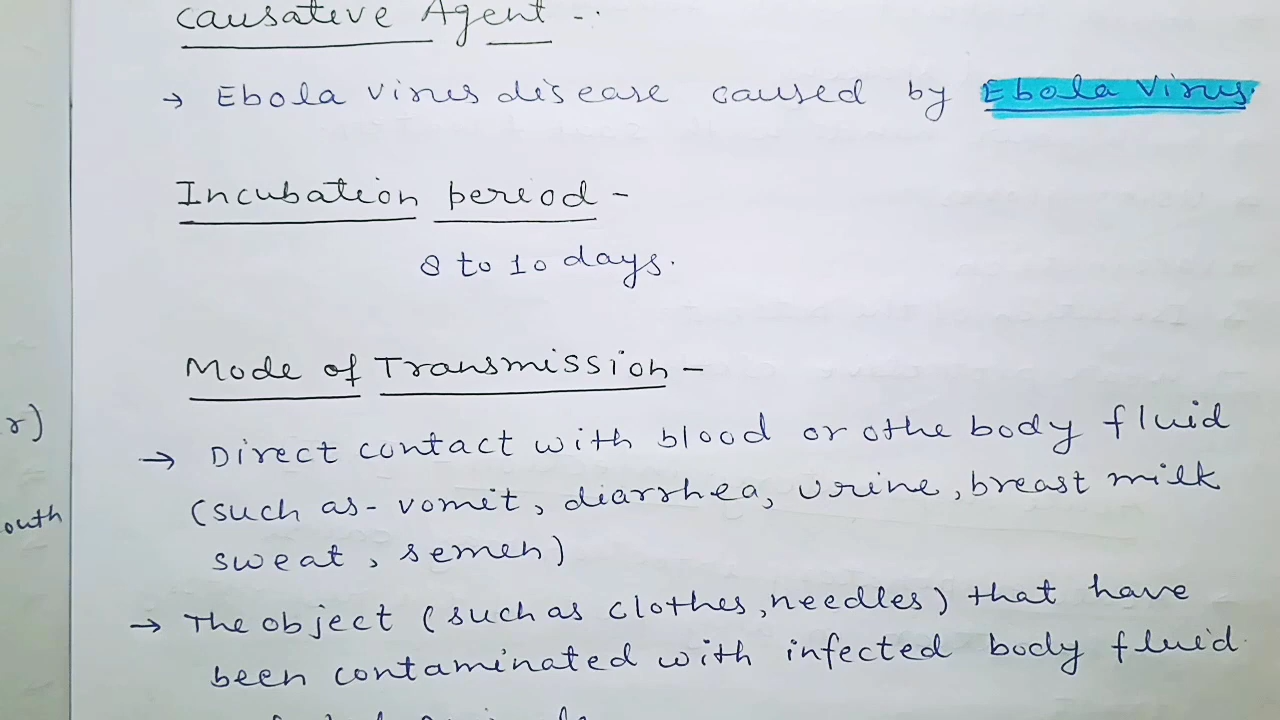 Causative Agent -.
→ Ebola virus disease caused by Ebola Virus.
Incubation period -
8 to 10 days.
Mode of Transmission -
→ Direct contact with blood or othe body fluid
(such as - vomit, diarrhea, urine, breast milk
sweat, semen)
→ The object (such as clothes, needles) that have
been contaminated with infected body fluid.
r)
outh